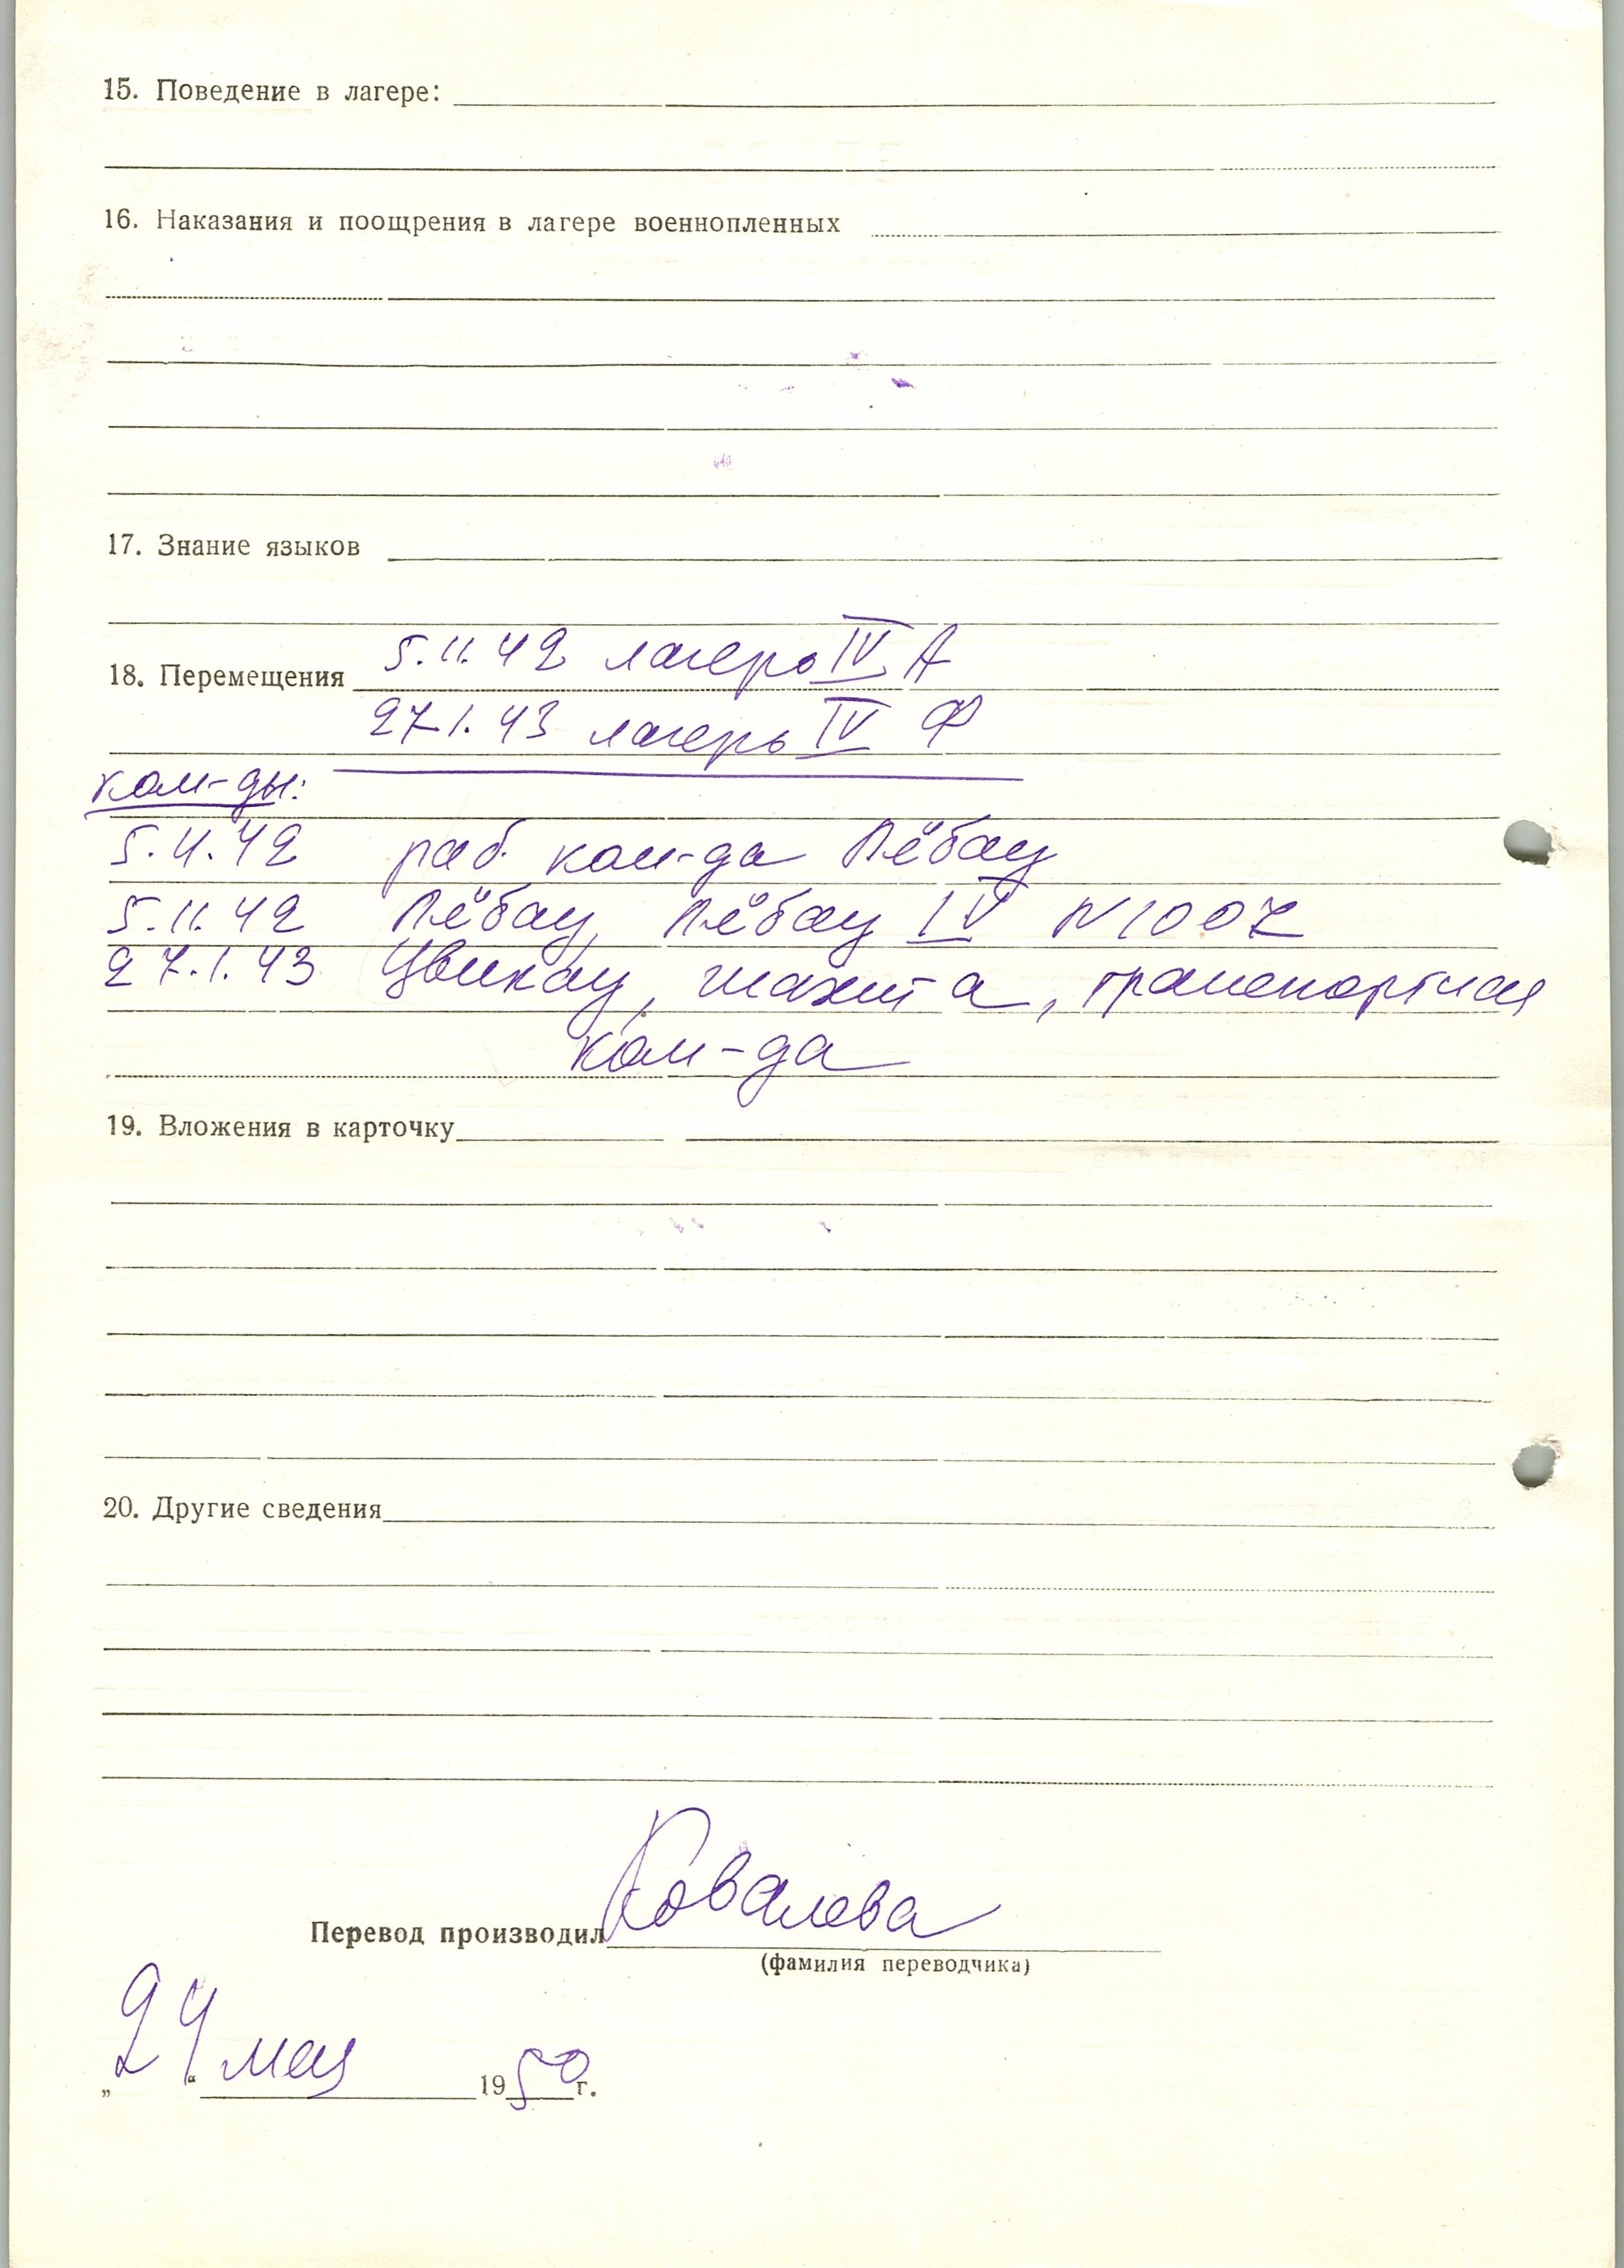 15. Поведение в лагере:
16. Наказания и поощрения в лагере военнопленных
17. Знание языков
18. Перемещения 5.11.42 лагерь IV А
27.1.43 лагерь IV Ф
ком-ды:
5.11.42 раб. ком-да Лёбау
5.11.42 Лёбау, Лёбау IV N1007
27.1.43 Цвикау, шахта, транспортная
ком-да
19. Вложения в карточку
20. Другие сведения
Перевод производил Ковалева
(фамилия переводчика)
„24“ мая 1950 г.